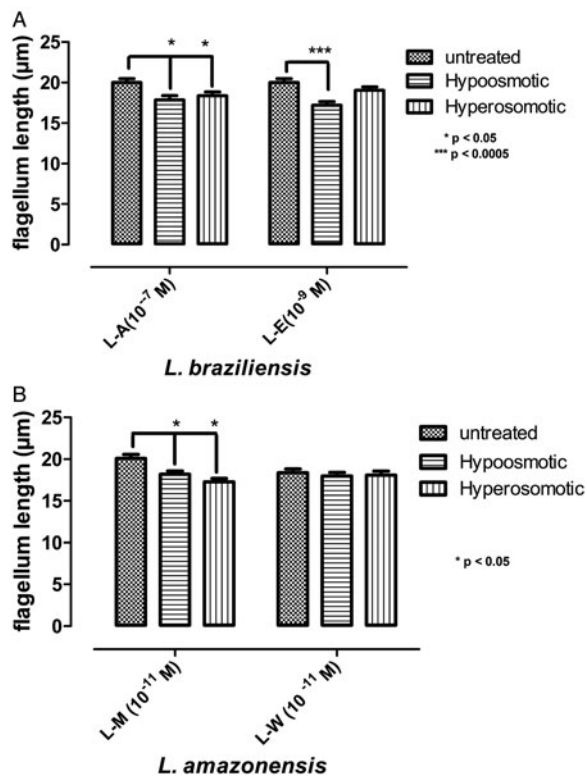 A
flagellum length (µm)
25
20
15
10
5
0
* *
***
untreated
Hypoosmotic
Hyperosomotic
* p < 0.05
*** p < 0.0005
L-A(10⁻⁷ M)
L-E(10⁻⁹ M)
L. braziliensis
B
flagellum length (µm)
25
20
15
10
5
0
* *
untreated
Hypoosmotic
Hyperosomotic
* p < 0.05
L-M (10⁻¹¹ M)
L-W (10⁻¹¹ M)
L. amazonensis